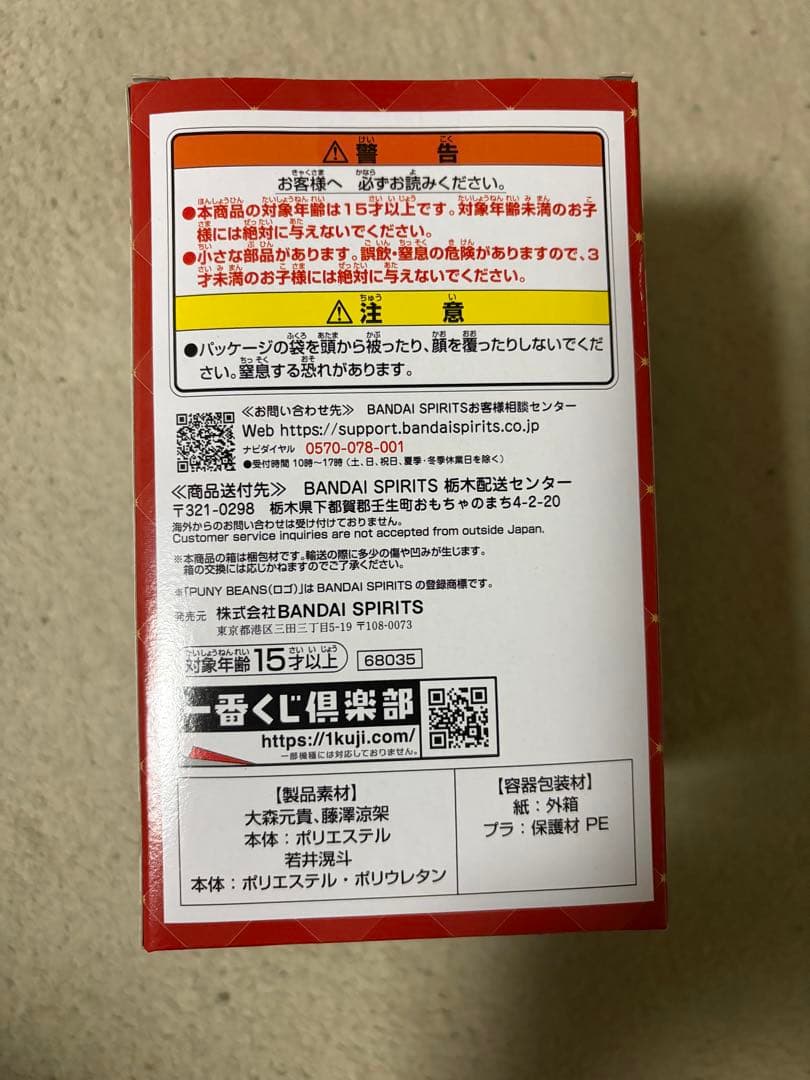 ⚠警告
お客様へ 必ずお読みください。
●本商品の対象年齢は15才以上です。対象年齢未満のお子
様には絶対に与えないでください。
●小さな部品があります。誤飲・窒息の危険がありますので、3
才未満のお子様には絶対に与えないでください。
⚠注意
●パッケージの袋を頭から被ったり、顔を覆ったりしないでくだ
さい。窒息する恐れがあります。
≪お問い合わせ先≫ BANDAI SPIRITSお客様相談センター
Web https://support.bandaispirits.co.jp
ナビダイヤル 0570-078-001
●受付時間 10時〜17時(土、日、祝日、夏季・冬季休業日を除く)
≪商品送付先≫ BANDAI SPIRITS 栃木配送センター
〒321-0298 栃木県下都賀郡壬生町おもちゃのまち4-2-20
海外からのお問い合わせは受け付けておりません。
Customer service inquiries are not accepted from outside Japan.
※本商品の箱は梱包材です。輸送の際に多少の傷や凹みが生じます。
箱の交換には応じかねますのでご了承ください。
※「PUNY BEANS(ロゴ)」は BANDAI SPIRITS の登録商標です。
発売元 株式会社BANDAI SPIRITS
東京都港区三田三丁目5-19 〒108-0073
対象年齢 15才以上 68035
一番くじ倶楽部
https://1kuji.com/
一部機種には対応しておりません。
【製品素材】
大森元貴、藤澤涼架
本体:ポリエステル
若井滉斗
本体:ポリエステル・ポリウレタン
【容器包装材】
紙:外箱
プラ:保護材 PE